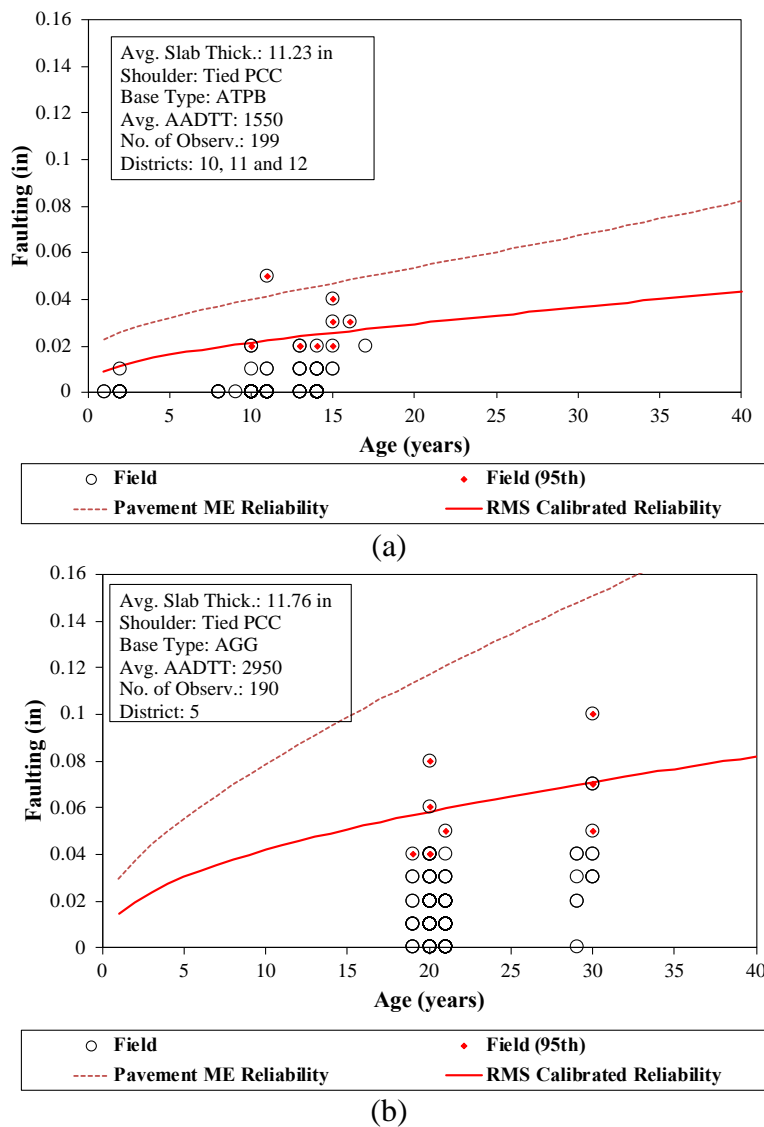 0.16
0.14
0.12
0.1
0.08
0.06
0.04
0.02
0
Faulting (in)
Avg. Slab Thick.: 11.23 in
Shoulder: Tied PCC
Base Type: ATPB
Avg. AADTT: 1550
No. of Observ.: 199
Districts: 10, 11 and 12
0 5 10 15 20 25 30 35 40
Age (years)
Field Field (95th)
Pavement ME Reliability RMS Calibrated Reliability
(a)
0.16
0.14
0.12
0.1
0.08
0.06
0.04
0.02
0
Faulting (in)
Avg. Slab Thick.: 11.76 in
Shoulder: Tied PCC
Base Type: AGG
Avg. AADTT: 2950
No. of Observ.: 190
District: 5
0 5 10 15 20 25 30 35 40
Age (years)
Field Field (95th)
Pavement ME Reliability RMS Calibrated Reliability
(b)